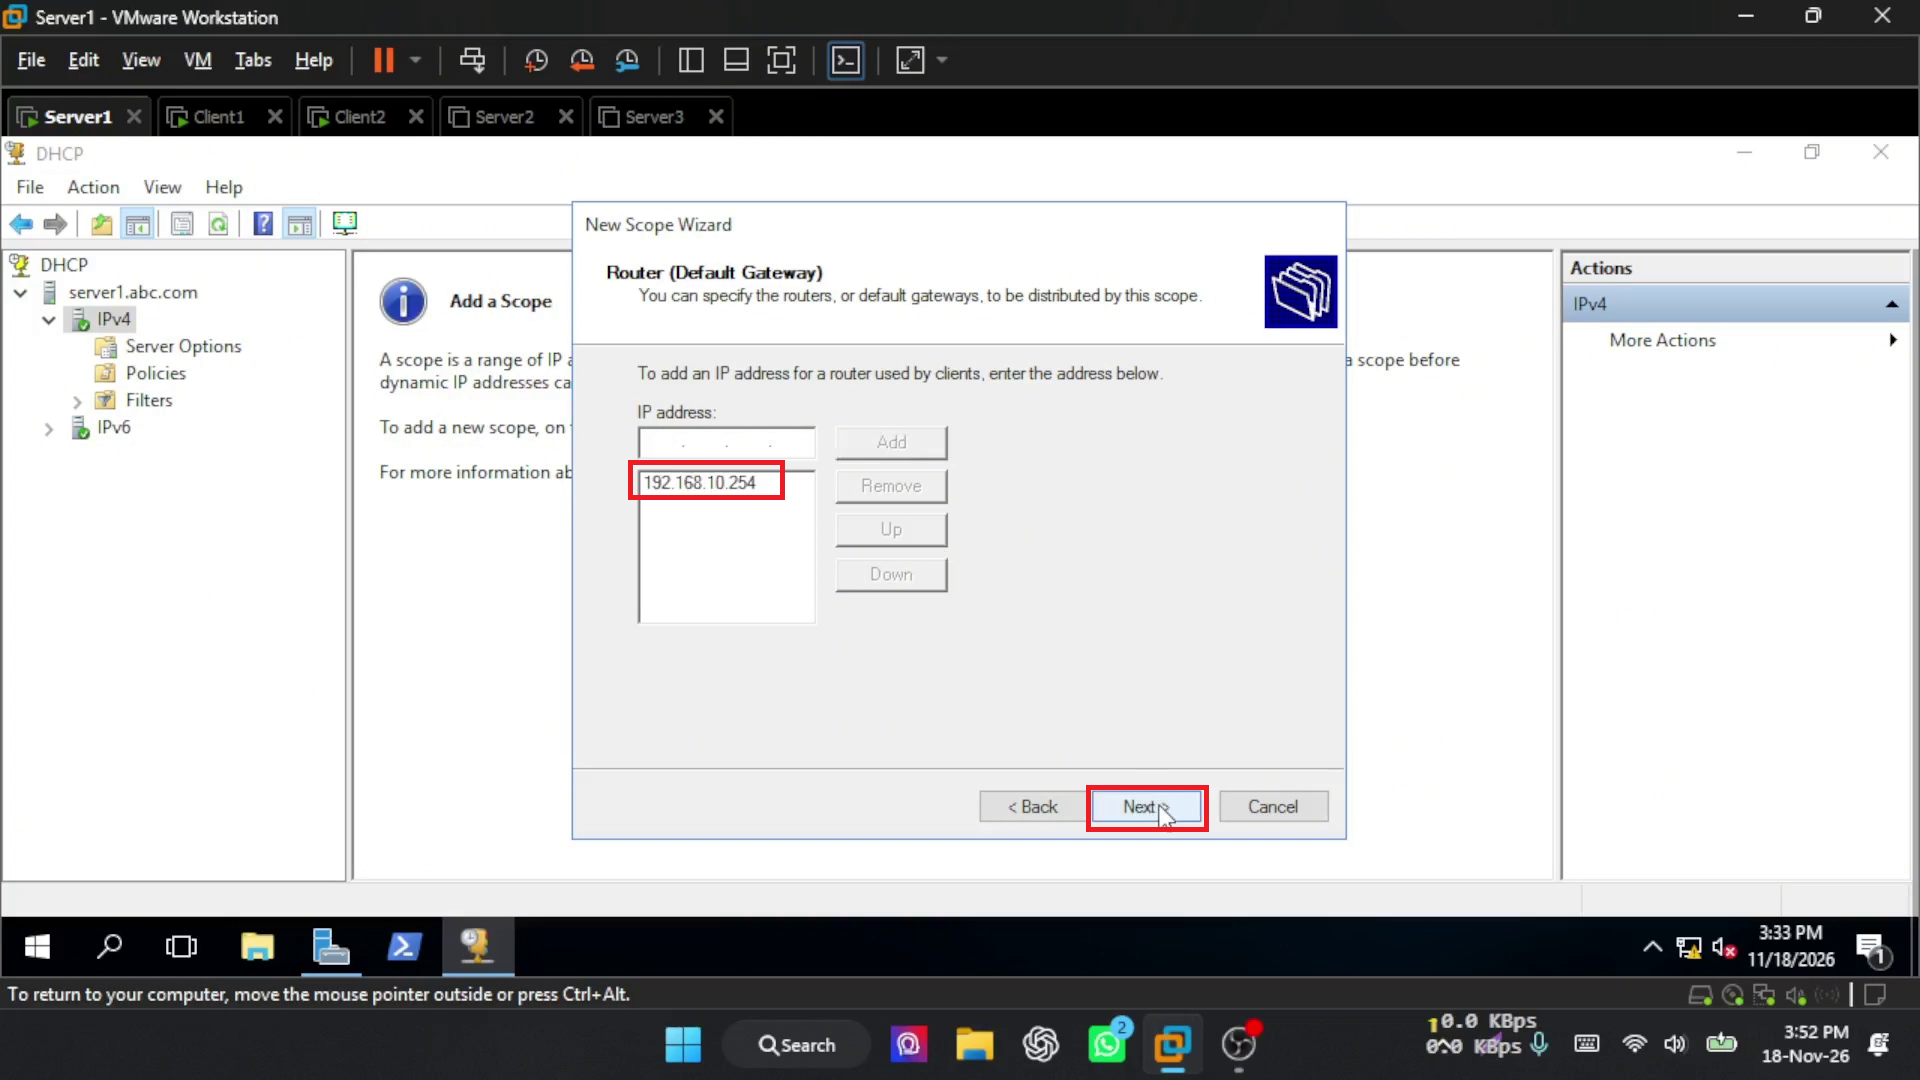 Server1 - VMware Workstation
File Edit View VM Tabs Help
Server1 Client1 Client2 Server2 Server3
DHCP
File Action View Help
DHCP
server1.abc.com
IPv4
Server Options
Policies
Filters
IPv6
Add a Scope
A scope is a range of IP a
dynamic IP addresses ca
To add a new scope, on
For more information ab
a scope before
New Scope Wizard
Router (Default Gateway)
You can specify the routers, or default gateways, to be distributed by this scope.
To add an IP address for a router used by clients, enter the address below.
IP address:
. . .
Add
192.168.10.254
Remove
Up
Down
< Back
Next >
Cancel
Actions
IPv4
More Actions
3:33 PM
11/18/2026
1
To return to your computer, move the mouse pointer outside or press Ctrl+Alt.
Search
2
0.0 KBps
0.0 KBps
3:52 PM
18-Nov-26